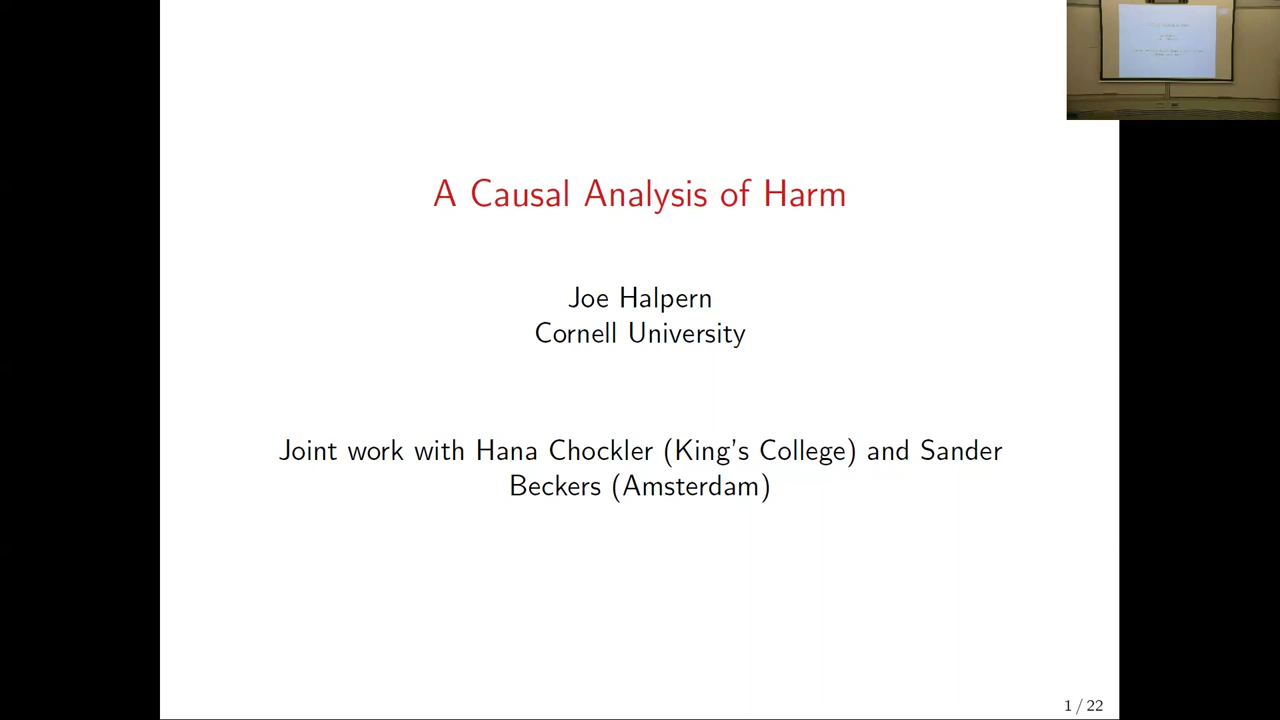 A Causal Analysis of Harm
Joe Halpern
Cornell University
Joint work with Hana Chockler (King's College) and Sander
Beckers (Amsterdam)
1 / 22